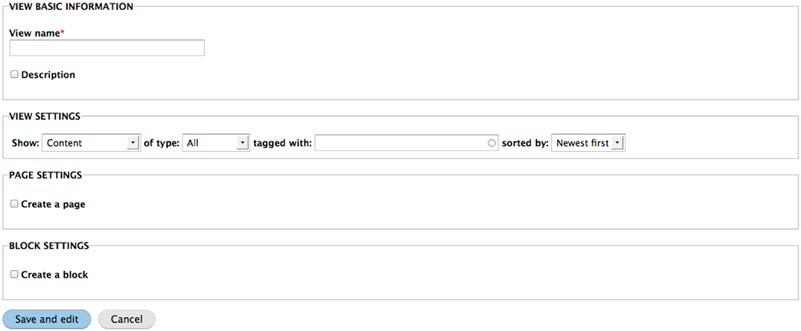 VIEW BASIC INFORMATION
View name*
Description
VIEW SETTINGS
Show: Content of type: All tagged with: sorted by: Newest first
PAGE SETTINGS
Create a page
BLOCK SETTINGS
Create a block
Save and edit Cancel